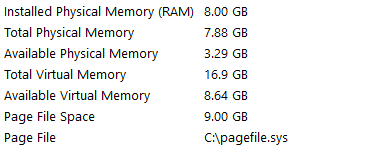 Installed Physical Memory (RAM) 8.00 GB
Total Physical Memory 7.88 GB
Available Physical Memory 3.29 GB
Total Virtual Memory 16.9 GB
Available Virtual Memory 8.64 GB
Page File Space 9.00 GB
Page File C:\pagefile.sys